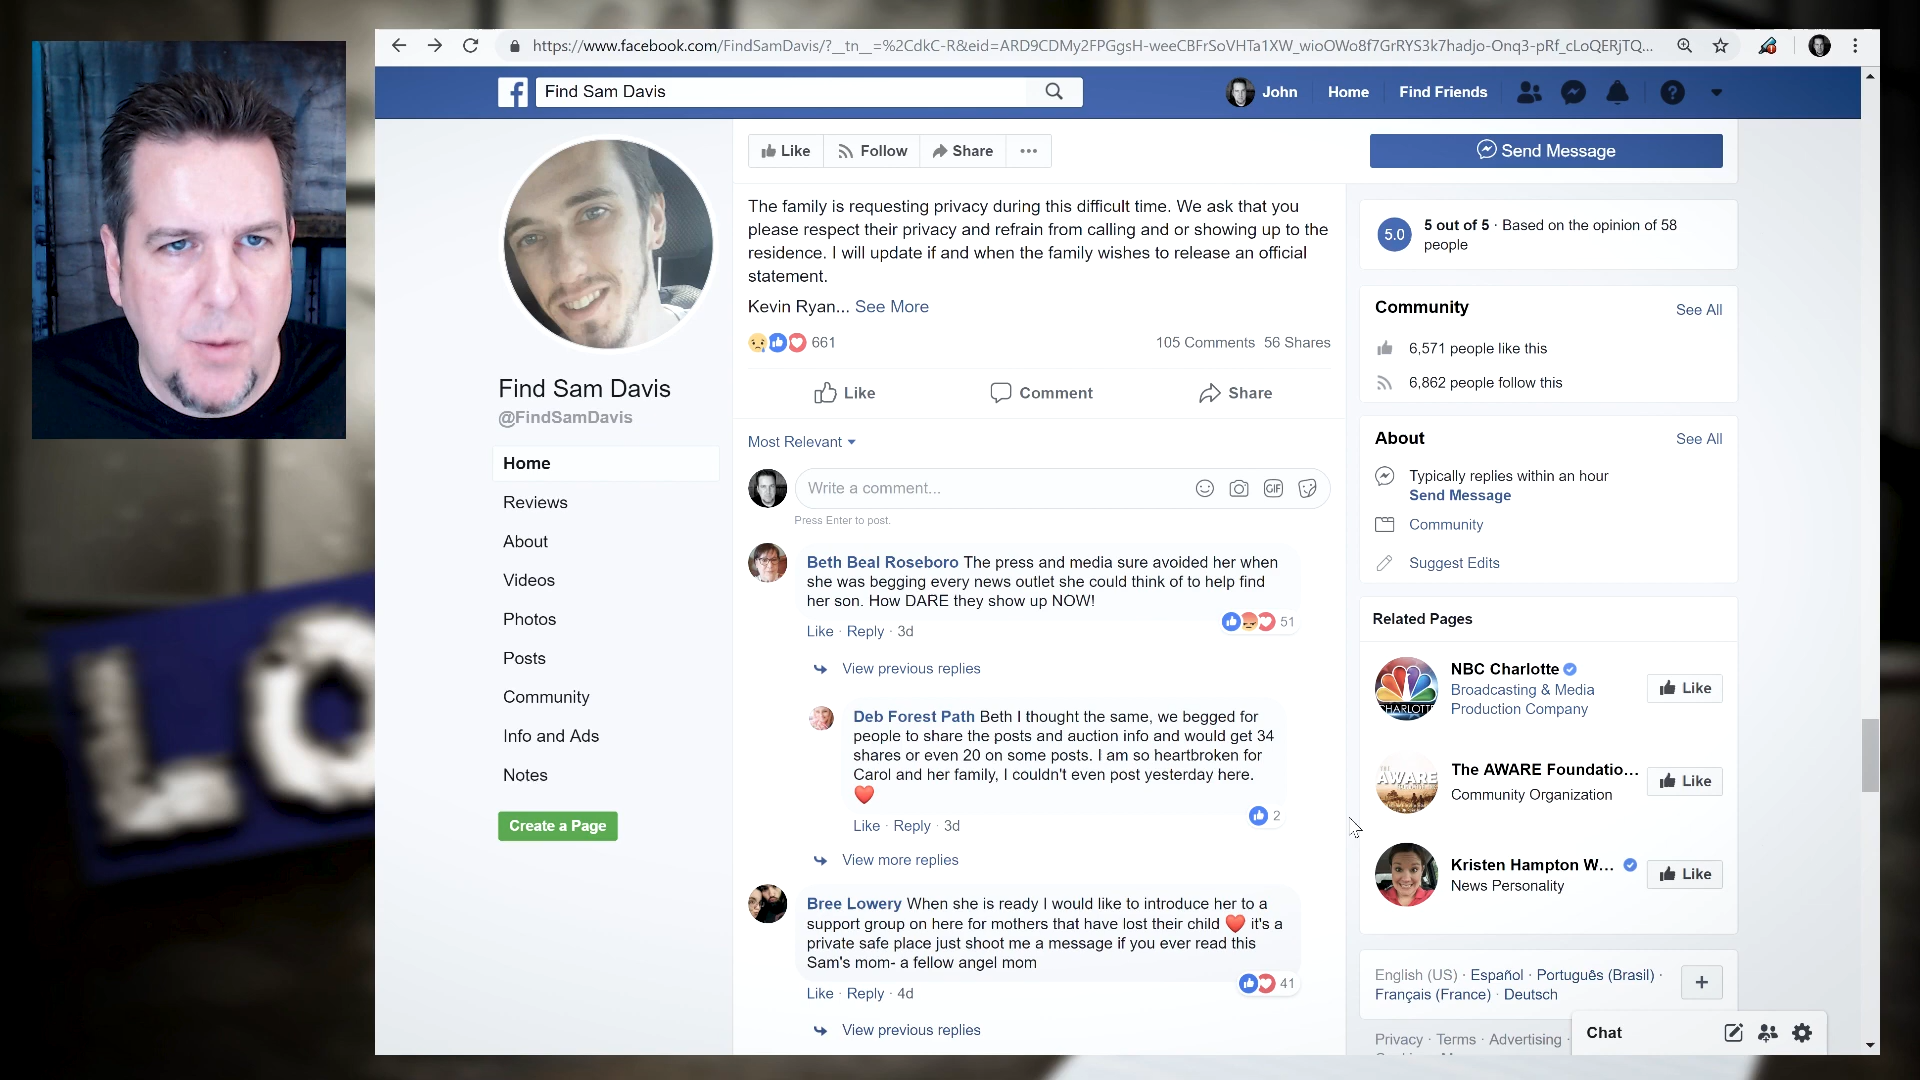 https://www.facebook.com/FindSamDavis/?__tn__=%2CdkC-R&eid=ARD9CDMy2FPGgsH-weeCBFrSoVHTa1XW_wioOWo8f7GrRYS3k7hadjo-Onq3-pRf_cLoQERjTQ...
Find Sam Davis
John
Home
Find Friends
Like
Follow
Share
Send Message
The family is requesting privacy during this difficult time. We ask that you
please respect their privacy and refrain from calling and or showing up to the
residence. I will update if and when the family wishes to release an official
statement.
Kevin Ryan... See More
661
105 Comments 56 Shares
Like
Comment
Share
Find Sam Davis
@FindSamDavis
Home
Reviews
About
Videos
Photos
Posts
Community
Info and Ads
Notes
Create a Page
Most Relevant
Write a comment...
GIF
Press Enter to post.
Beth Beal Roseboro The press and media sure avoided her when
she was begging every news outlet she could think of to help find
her son. How DARE they show up NOW!
51
Like · Reply · 3d
View previous replies
Deb Forest Path Beth I thought the same, we begged for
people to share the posts and auction info and would get 34
shares or even 20 on some posts. I am so heartbroken for
Carol and her family, I couldn't even post yesterday here.
❤️
2
Like · Reply · 3d
View more replies
Bree Lowery When she is ready I would like to introduce her to a
support group on here for mothers that have lost their child ❤️ it's a
private safe place just shoot me a message if you ever read this
Sam's mom- a fellow angel mom
41
Like · Reply · 4d
View previous replies
5.0
5 out of 5 · Based on the opinion of 58
people
Community
See All
6,571 people like this
6,862 people follow this
About
See All
Typically replies within an hour
Send Message
Community
Suggest Edits
Related Pages
NBC Charlotte
Broadcasting & Media
Production Company
CHARLOTTE
Like
The AWARE Foundatio...
Community Organization
THE
AWARE
Like
Kristen Hampton W...
News Personality
Like
English (US) · Español · Português (Brasil) ·
Français (France) · Deutsch
Privacy · Terms · Advertising ·
Chat
LO